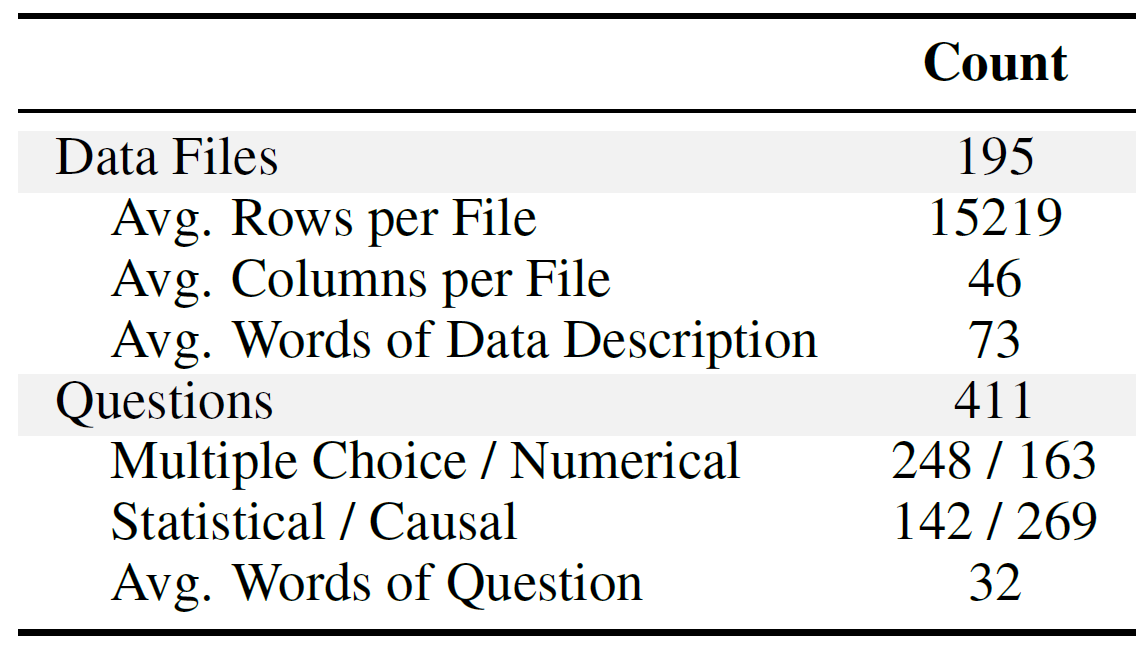 Count
Data Files 195
Avg. Rows per File 15219
Avg. Columns per File 46
Avg. Words of Data Description 73
Questions 411
Multiple Choice / Numerical 248 / 163
Statistical / Causal 142 / 269
Avg. Words of Question 32